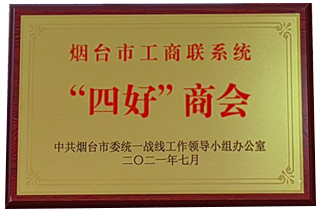 烟台市工商联系统
“四好”商会
中共烟台市委统一战线工作领导小组办公室
二〇二一年七月